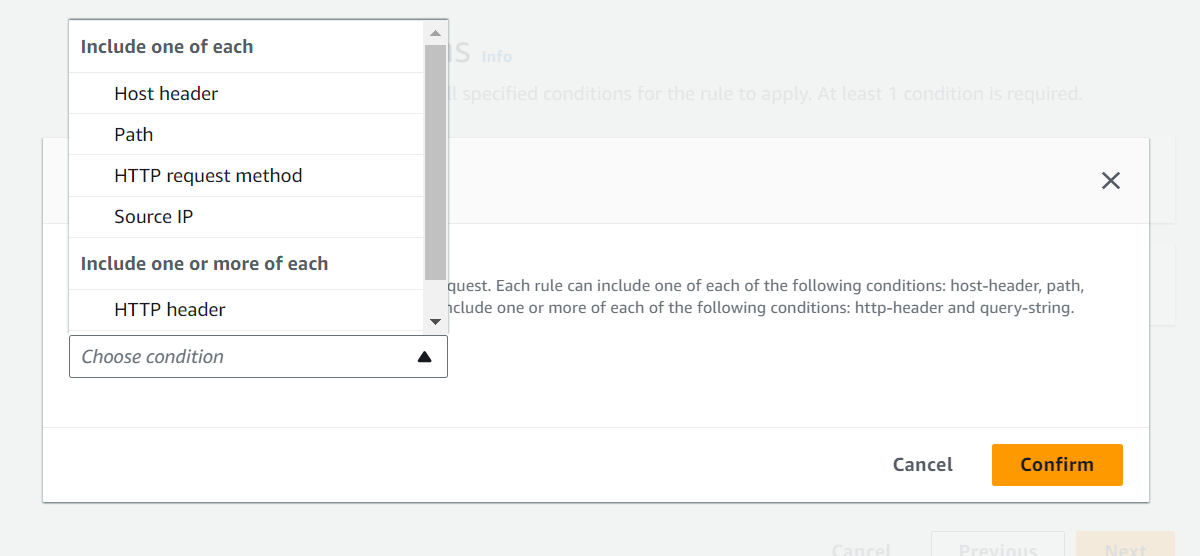 ns Info
ll specified conditions for the rule to apply. At least 1 condition is required.
Include one of each
Host header
Path
HTTP request method
Source IP
Include one or more of each
HTTP header
quest. Each rule can include one of each of the following conditions: host-header, path,
nclude one or more of each of the following conditions: http-header and query-string.
Choose condition
Cancel
Confirm
Cancel
Previous
Next